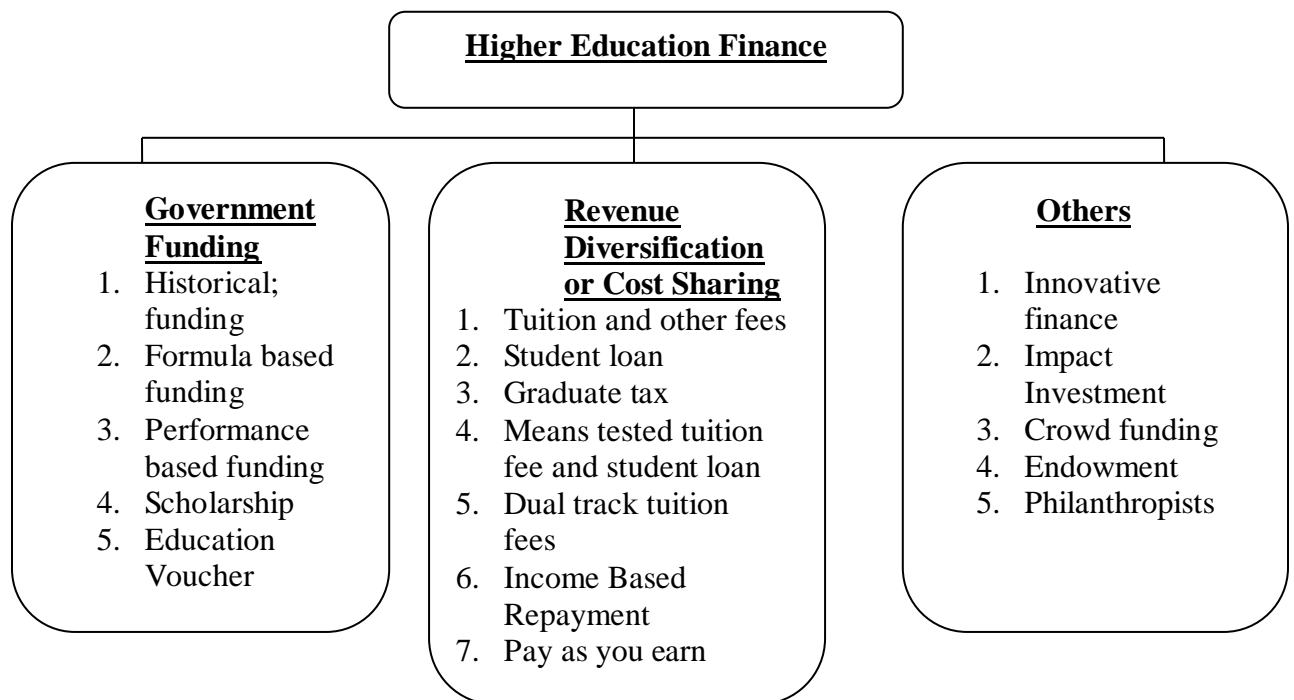 Higher Education Finance
Government
Funding
1. Historical;
funding
2. Formula based
funding
3. Performance
based funding
4. Scholarship
5. Education
Voucher
Revenue
Diversification
or Cost Sharing
1. Tuition and other fees
2. Student loan
3. Graduate tax
4. Means tested tuition
fee and student loan
5. Dual track tuition
fees
6. Income Based
Repayment
7. Pay as you earn
Others
1. Innovative
finance
2. Impact
Investment
3. Crowd funding
4. Endowment
5. Philanthropists